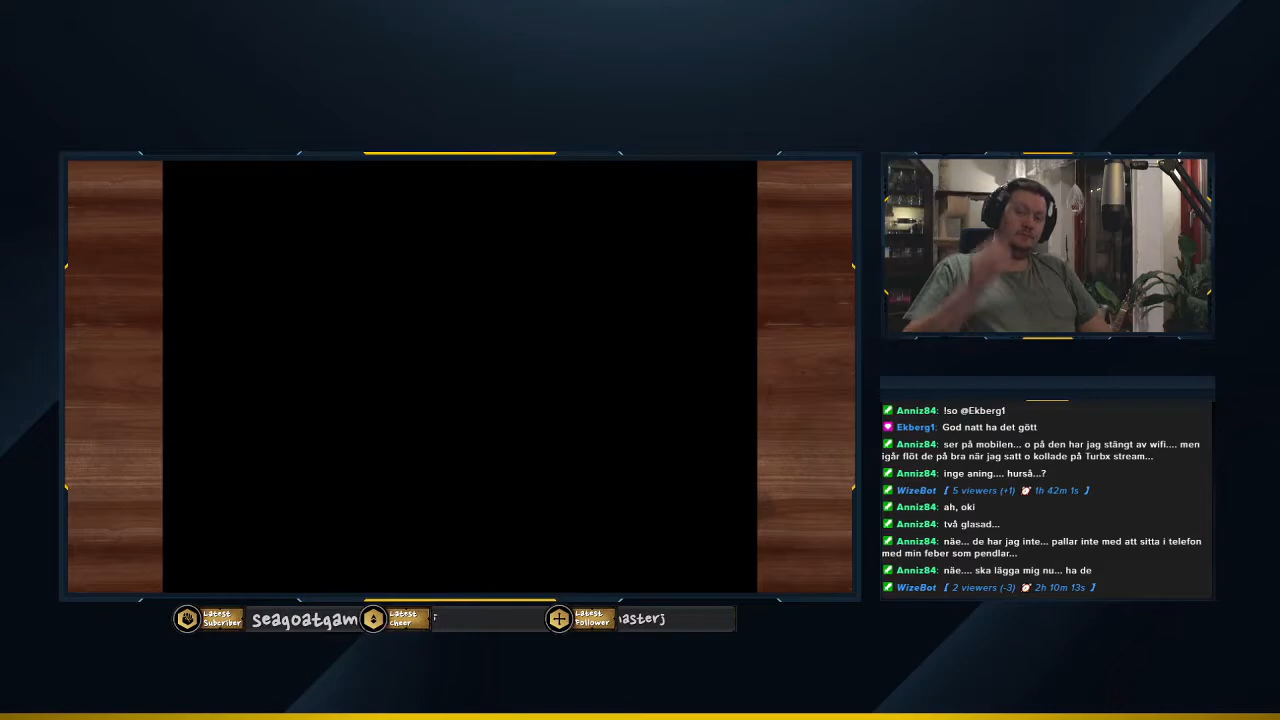 Anniz84: !so @Ekberg1
Ekberg1: God natt ha det gött
Anniz84: ser på mobilen... o på den har jag stängt av wifi.... men
igår flöt de på bra när jag satt o kollade på Turbx stream...
Anniz84: inge aning.... hurså...?
WizeBot [ 5 viewers (+1) ⏰ 1h 42m 1s ]
Anniz84: ah, oki
Anniz84: två glasad...
Anniz84: näe... de har jag inte... pallar inte med att sitta i telefon
med min feber som pendlar...
Anniz84: näe.... ska lägga mig nu... ha de
WizeBot [ 2 viewers (-3) ⏰ 2h 10m 13s ]
Latest
Subcriber
seagoatgam
Latest
cheer
Latest
Follower
asterj